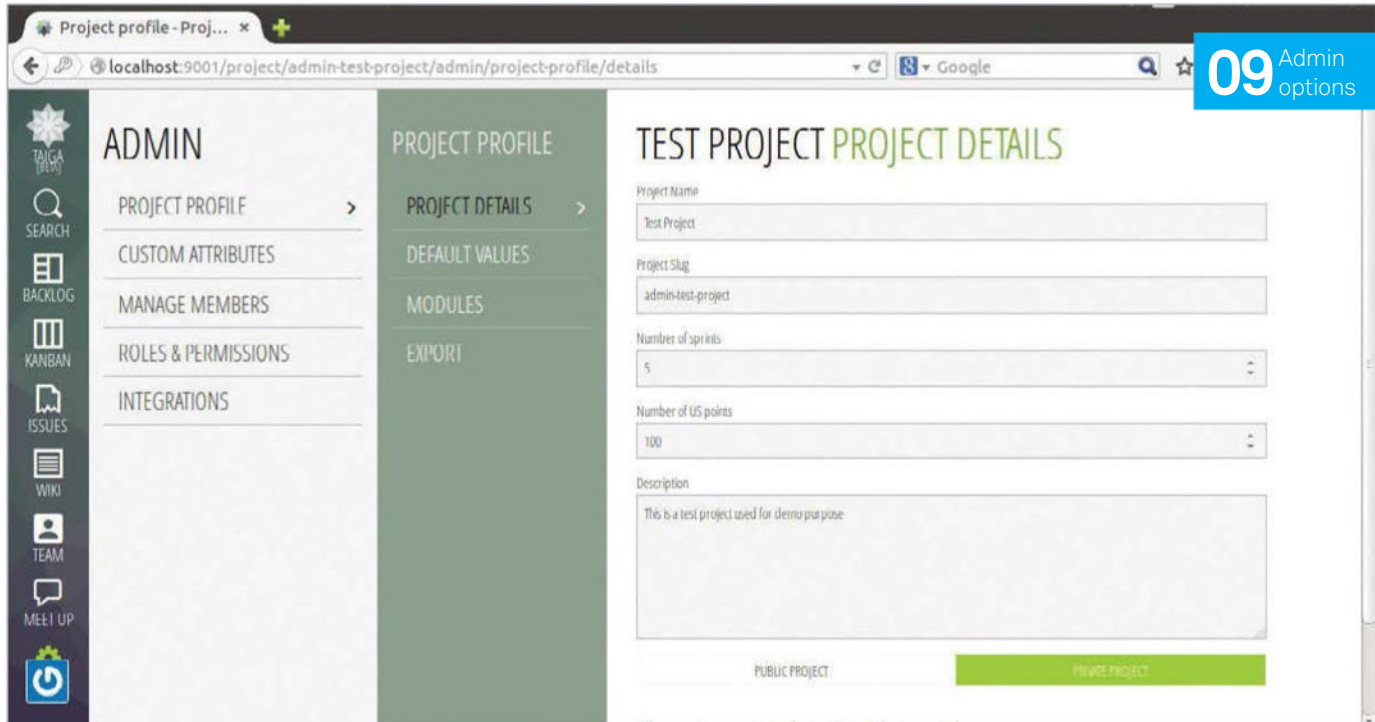 Project profile - Proj...
localhost:9001/project/admin-test-project/admin/project-profile/details
Google
09 Admin options
TAIGA
[BETA]
SEARCH
BACKLOG
KANBAN
ISSUES
WIKI
TEAM
MEET UP
ADMIN
PROJECT PROFILE
CUSTOM ATTRIBUTES
MANAGE MEMBERS
ROLES & PERMISSIONS
INTEGRATIONS
PROJECT PROFILE
PROJECT DETAILS
DEFAULT VALUES
MODULES
EXPORT
TEST PROJECT PROJECT DETAILS
Project Name
Test Project
Project Slug
admin-test-project
Number of sprints
5
Number of US points
100
Description
This is a test project used for demo purpose
PUBLIC PROJECT
PRIVATE PROJECT